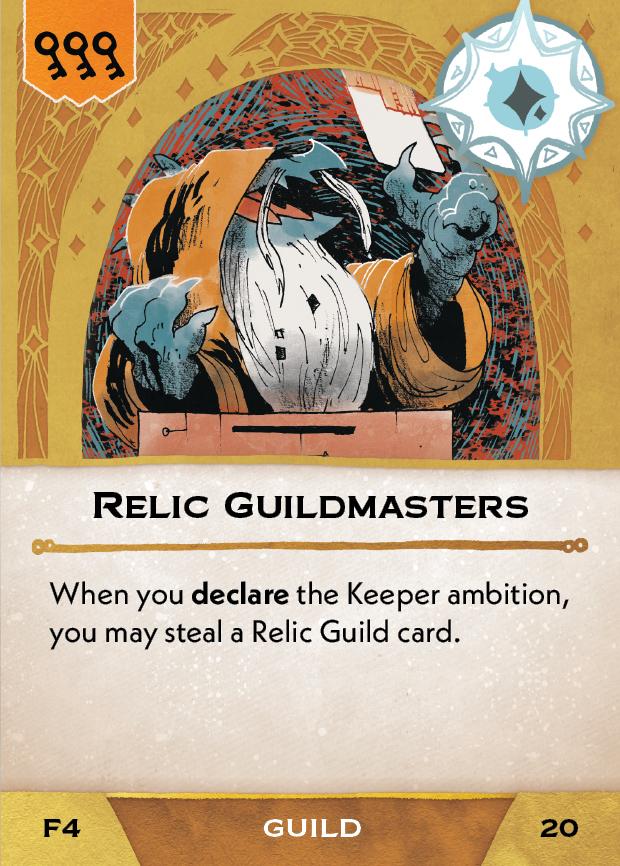 RELIC GUILDMASTERS
When you declare the Keeper ambition,
you may steal a Relic Guild card.
F4
GUILD
20